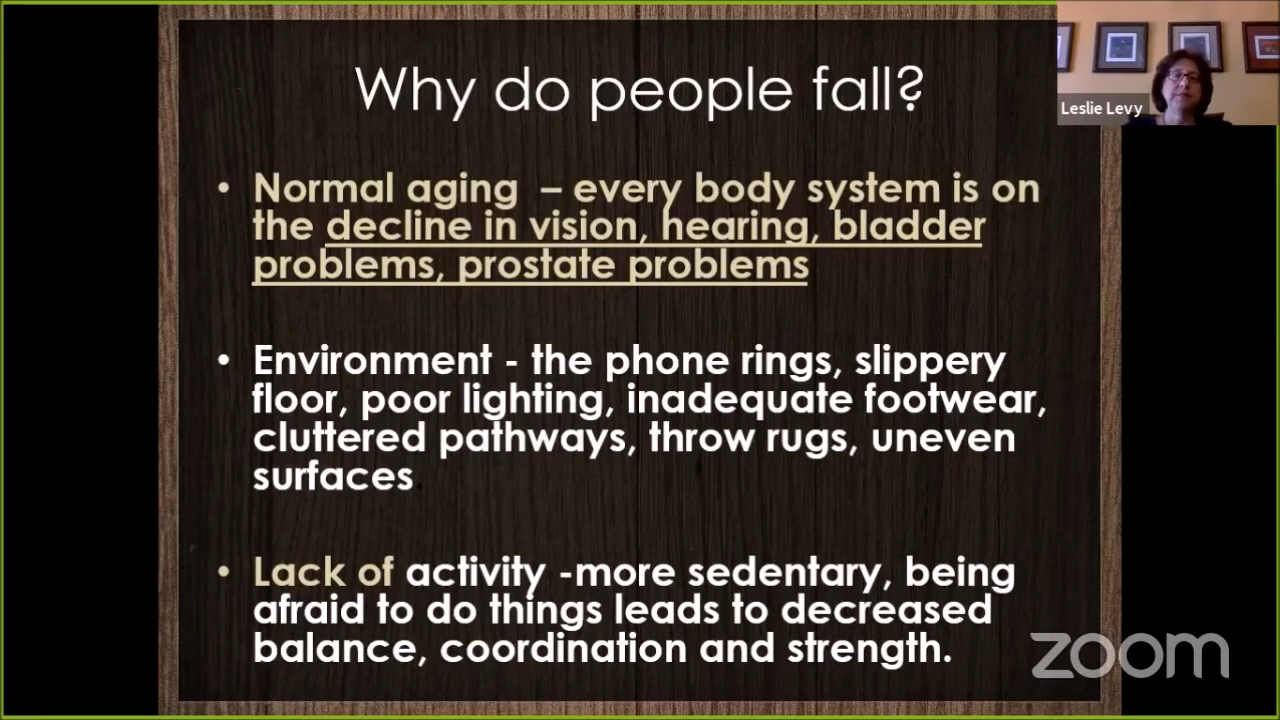 Why do people fall?
Leslie Levy
• Normal aging – every body system is on
the decline in vision, hearing, bladder
problems, prostate problems
• Environment - the phone rings, slippery
floor, poor lighting, inadequate footwear,
cluttered pathways, throw rugs, uneven
surfaces.
• Lack of activity -more sedentary, being
afraid to do things leads to decreased
balance, coordination and strength.
zoom